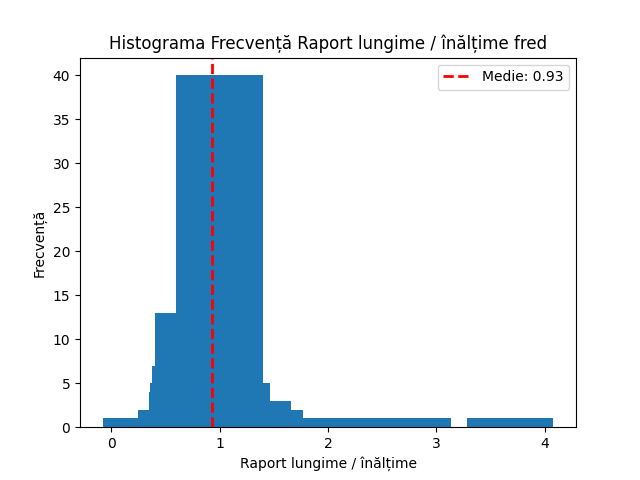 Histograma Frecvență Raport lungime / înălțime fred
Medie: 0.93
Frecvență
40
35
30
25
20
15
10
5
0
0 1 2 3 4
Raport lungime / înălțime